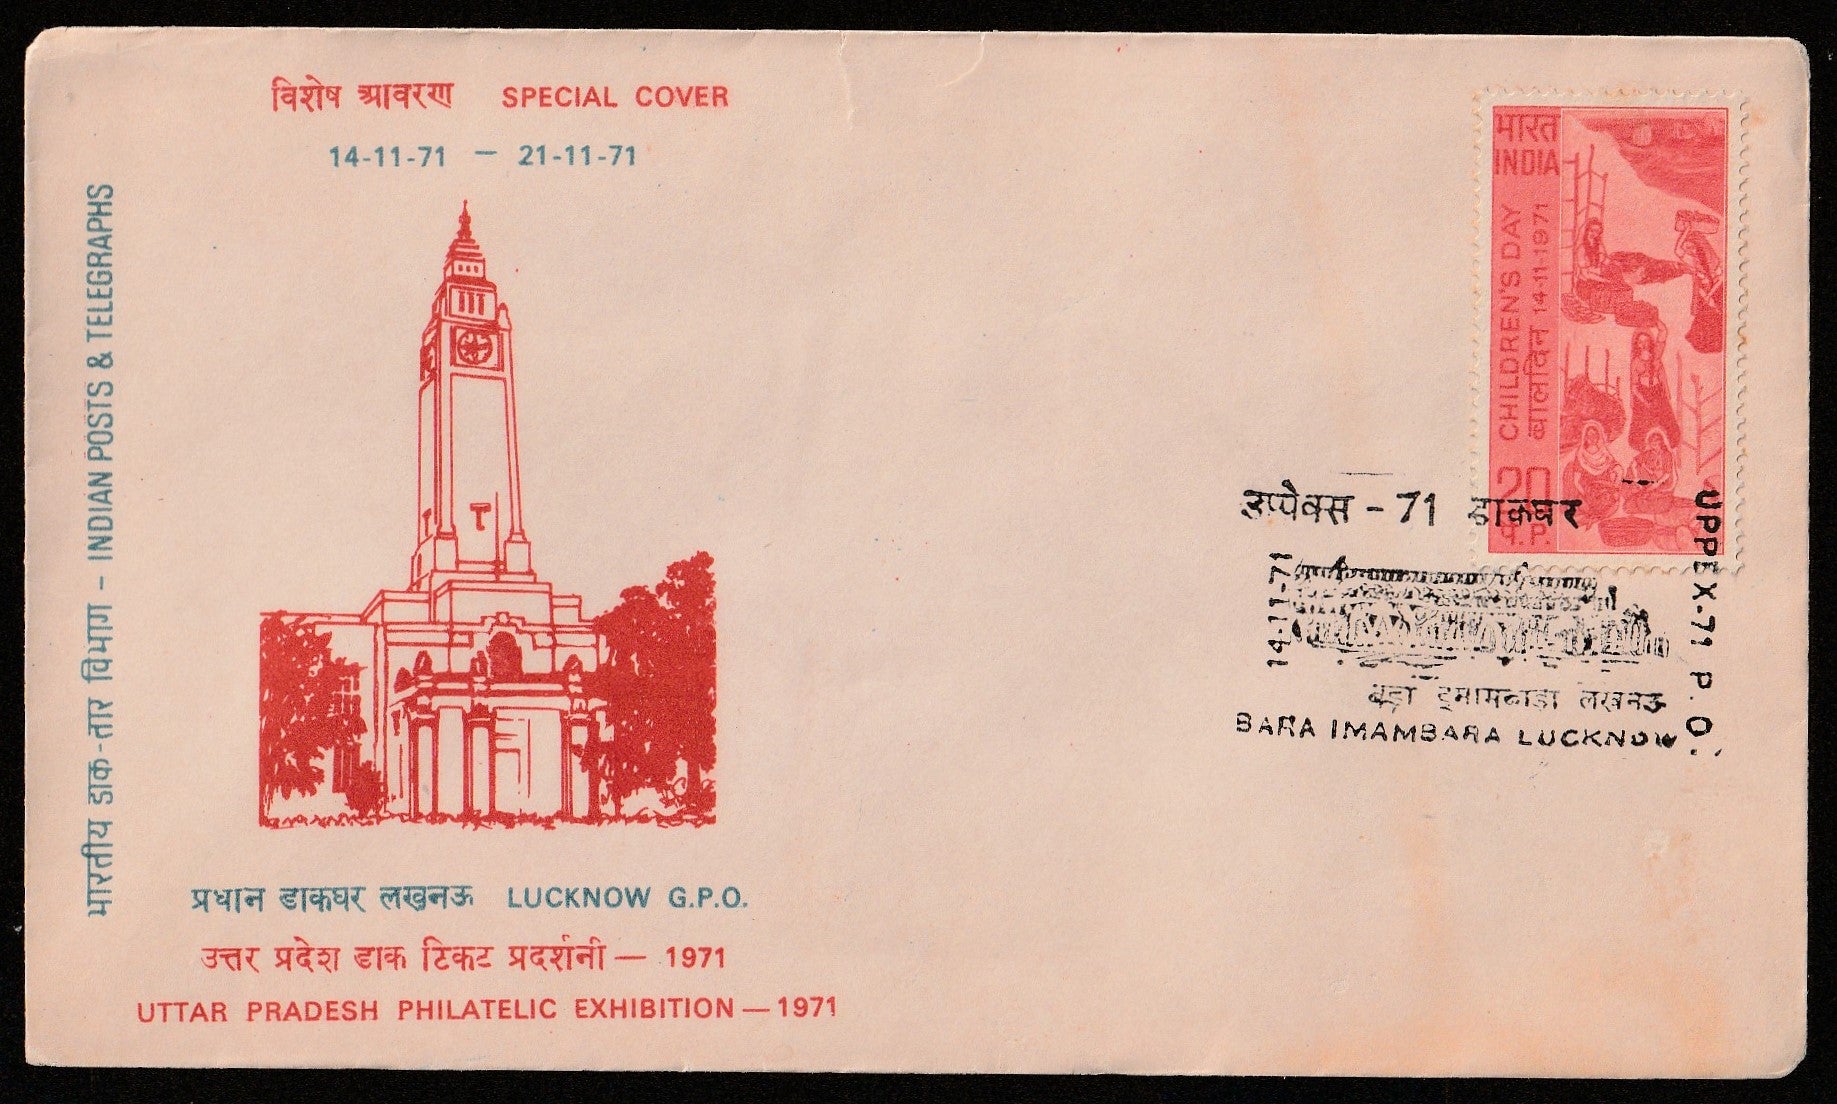 विशेष आवरण SPECIAL COVER
14-11-71 — 21-11-71
भारतीय डाक-तार विभाग - INDIAN POSTS & TELEGRAPHS
प्रधान डाकघर लखनऊ LUCKNOW G.P.O.
उत्तर प्रदेश डाक टिकट प्रदर्शनी — 1971
UTTAR PRADESH PHILATELIC EXHIBITION — 1971
भारत
INDIA
CHILDREN'S DAY
बालदिन 14-11-1971
20
प. P.
उप्पेक्स - 71 डाकघर
UPPEX.71 P.O.
14-11-71
बड़ा इमामबाड़ा लखनऊ
BARA IMAMBARA LUCKNOW